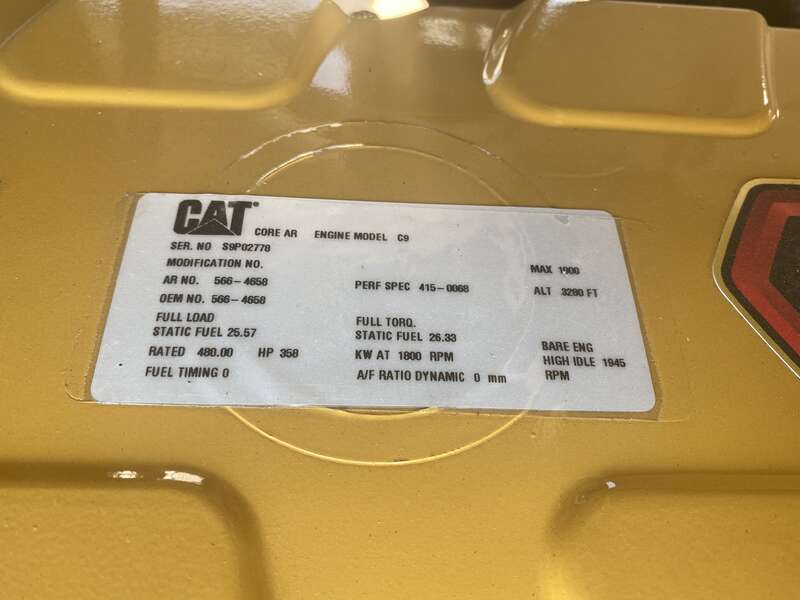 CAT CORE AR ENGINE MODEL C9
SER. NO S9P02778
MODIFICATION NO. MAX 1900
AR NO. 566-4658 PERF SPEC 415-0068 ALT 3280 FT
OEM NO. 566-4658
FULL LOAD FULL TORQ.
STATIC FUEL 25.57 STATIC FUEL 26.33 BARE ENG
RATED 480.00 HP 358 KW AT 1800 RPM HIGH IDLE 1945
FUEL TIMING 0 A/F RATIO DYNAMIC 0 mm RPM